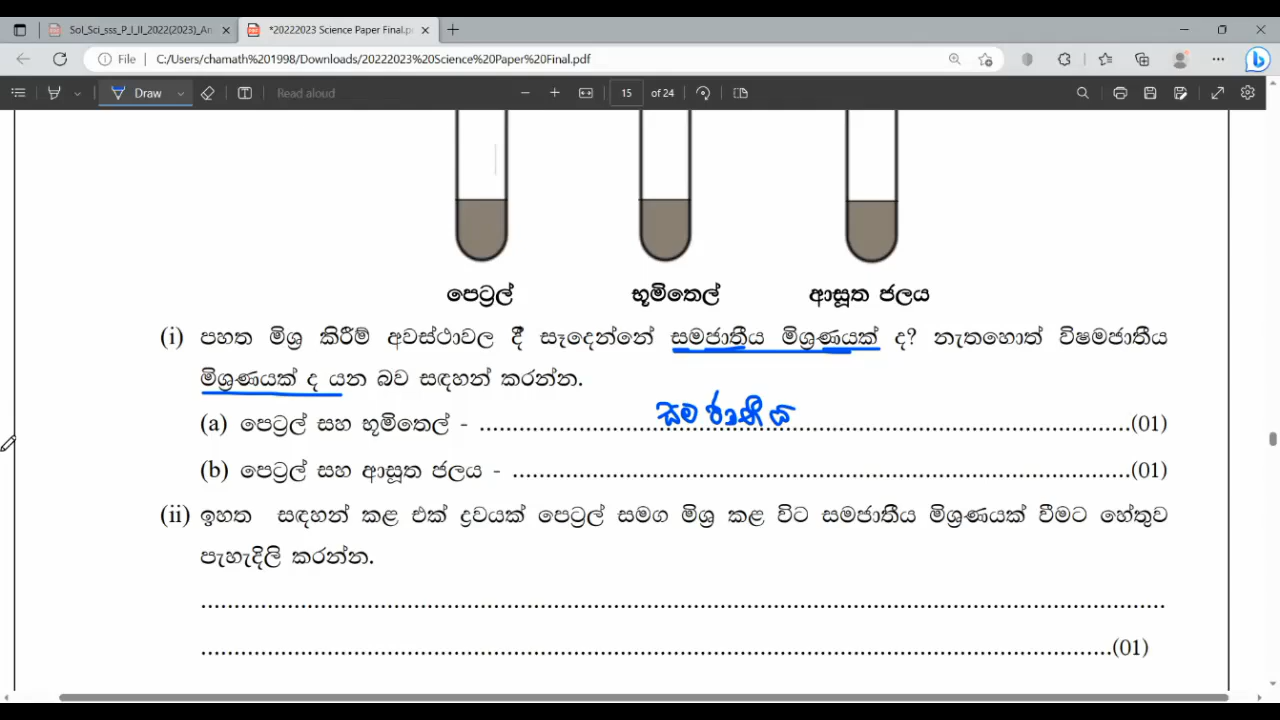 Sol_Sci_sss_P_I_II_2022(2023)_An
*20222023 Science Paper Final.p
File C:/Users/chamath%201998/Downloads/20222023%20Science%20Paper%20Final.pdf
Draw Read aloud 15 of 24
පෙට්‍රල් භූමිතෙල් ආසූත ජලය
(i) පහත මිශ්‍ර කිරීම් අවස්ථාවල දී සෑදෙන්නේ සමජාතීය මිශ්‍රණයක් ද? නැතහොත් විෂමජාතීය
මිශ්‍රණයක් ද යන බව සඳහන් කරන්න.
සමජාතීය
(a) පෙට්‍රල් සහ භූමිතෙල් - ..........(01)
(b) පෙට්‍රල් සහ ආසූත ජලය - ..........(01)
(ii) ඉහත සඳහන් කළ එක් ද්‍රවයක් පෙට්‍රල් සමග මිශ්‍ර කළ විට සමජාතීය මිශ්‍රණයක් වීමට හේතුව
පැහැදිලි කරන්න.
..........(01)